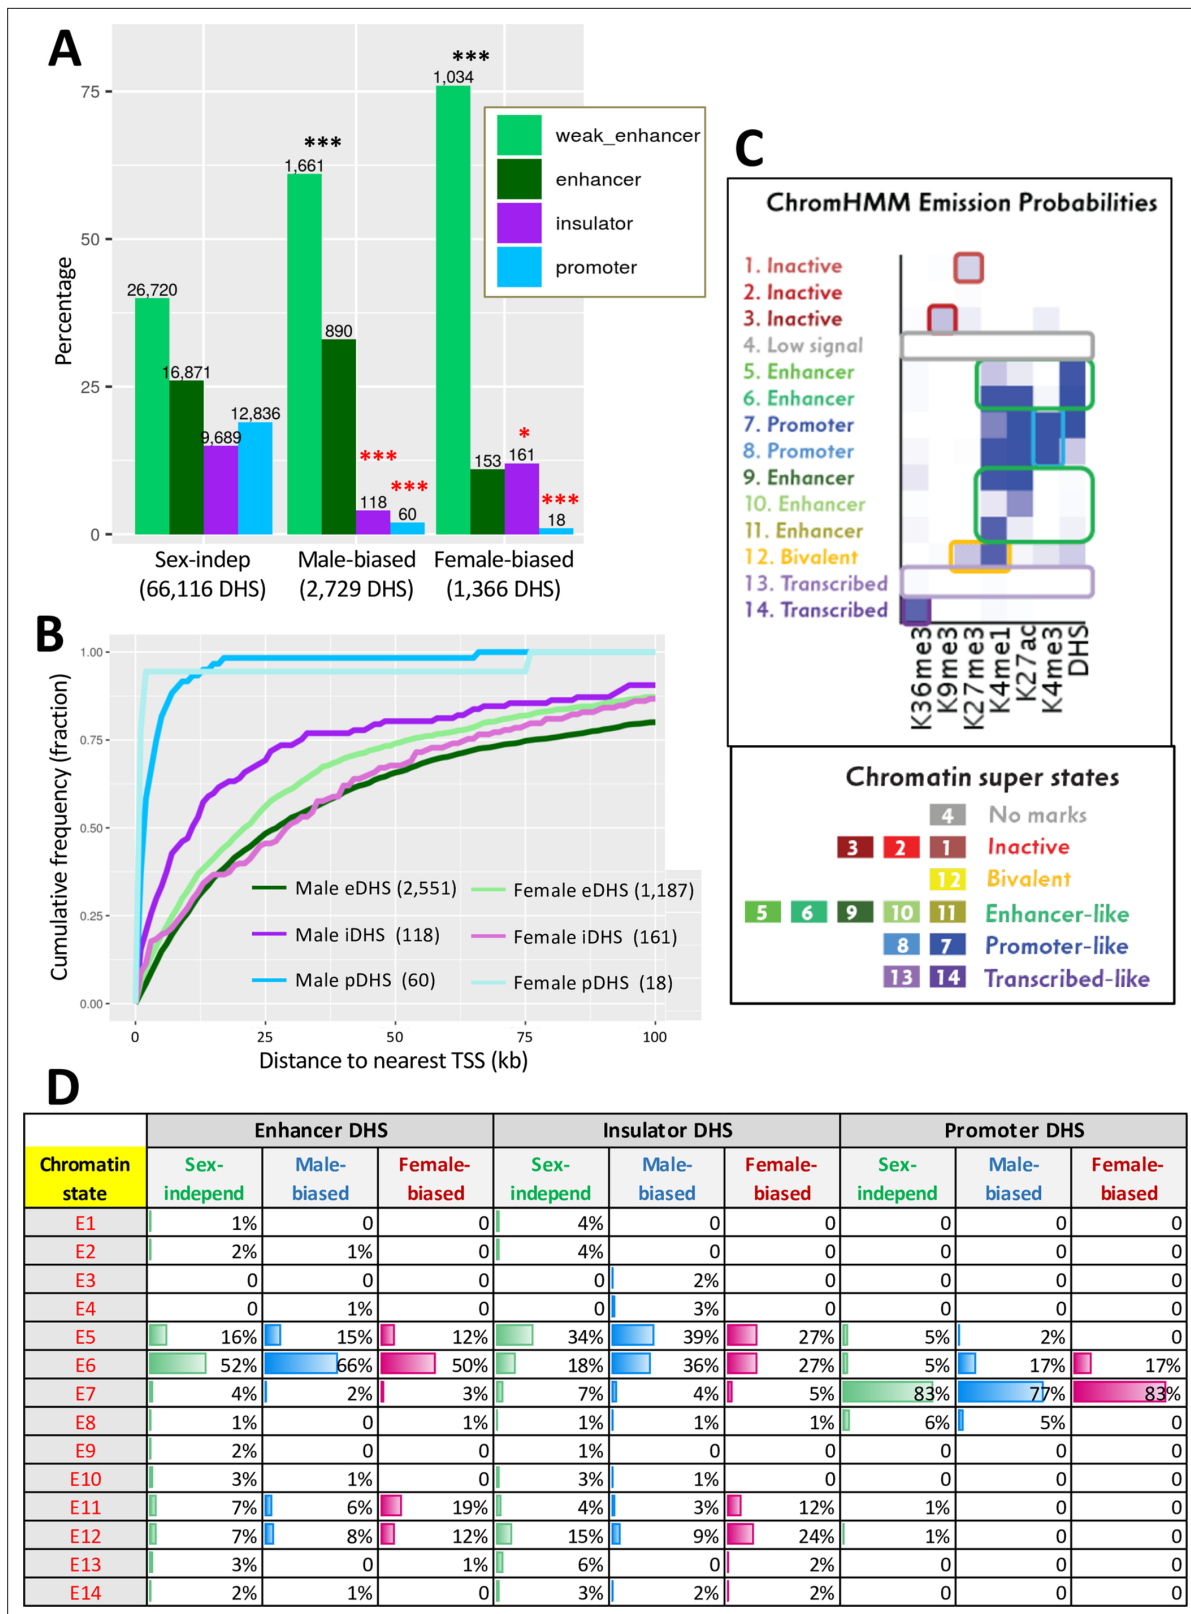 A
***
***
1,034
75
1,661
weak_enhancer
enhancer
insulator
promoter
Percentage
50
26,720
890
25
16,871
12,836
9,689
***
***
118
60
*
153
161
***
18
0
Sex-indep
(66,116 DHS)
Male-biased
(2,729 DHS)
Female-biased
(1,366 DHS)
B
Cumulative frequency (fraction)
1.00
0.75
0.50
0.25
0.00
Male eDHS (2,551)
Female eDHS (1,187)
Male iDHS (118)
Female iDHS (161)
Male pDHS (60)
Female pDHS (18)
0
25
50
75
100
Distance to nearest TSS (kb)
C
ChromHMM Emission Probabilities
1. Inactive
2. Inactive
3. Inactive
4. Low signal
5. Enhancer
6. Enhancer
7. Promoter
8. Promoter
9. Enhancer
10. Enhancer
11. Enhancer
12. Bivalent
13. Transcribed
14. Transcribed
K36me3
K9me3
K27me3
K4me1
K27ac
K4me3
DHS
Chromatin super states
4 No marks
3 2 1 Inactive
12 Bivalent
5 6 9 10 11 Enhancer-like
8 7 Promoter-like
13 14 Transcribed-like
D
Enhancer DHS Insulator DHS Promoter DHS
Chromatin Sex- Male- Female- Sex- Male- Female- Sex- Male- Female-
state independ biased biased independ biased biased independ biased biased
E1 1% 0 0 4% 0 0 0 0 0
E2 2% 1% 0 4% 0 0 0 0 0
E3 0 0 0 0 2% 0 0 0 0
E4 0 1% 0 0 3% 0 0 0 0
E5 16% 15% 12% 34% 39% 27% 5% 2% 0
E6 52% 66% 50% 18% 36% 27% 5% 17% 17%
E7 4% 2% 3% 7% 4% 5% 83% 77% 83%
E8 1% 0 1% 1% 1% 1% 6% 5% 0
E9 2% 0 0 1% 0 0 0 0 0
E10 3% 1% 0 3% 1% 0 0 0 0
E11 7% 6% 19% 4% 3% 12% 1% 0 0
E12 7% 8% 12% 15% 9% 24% 1% 0 0
E13 3% 0 1% 6% 0 2% 0 0 0
E14 2% 1% 0 3% 2% 2% 0 0 0